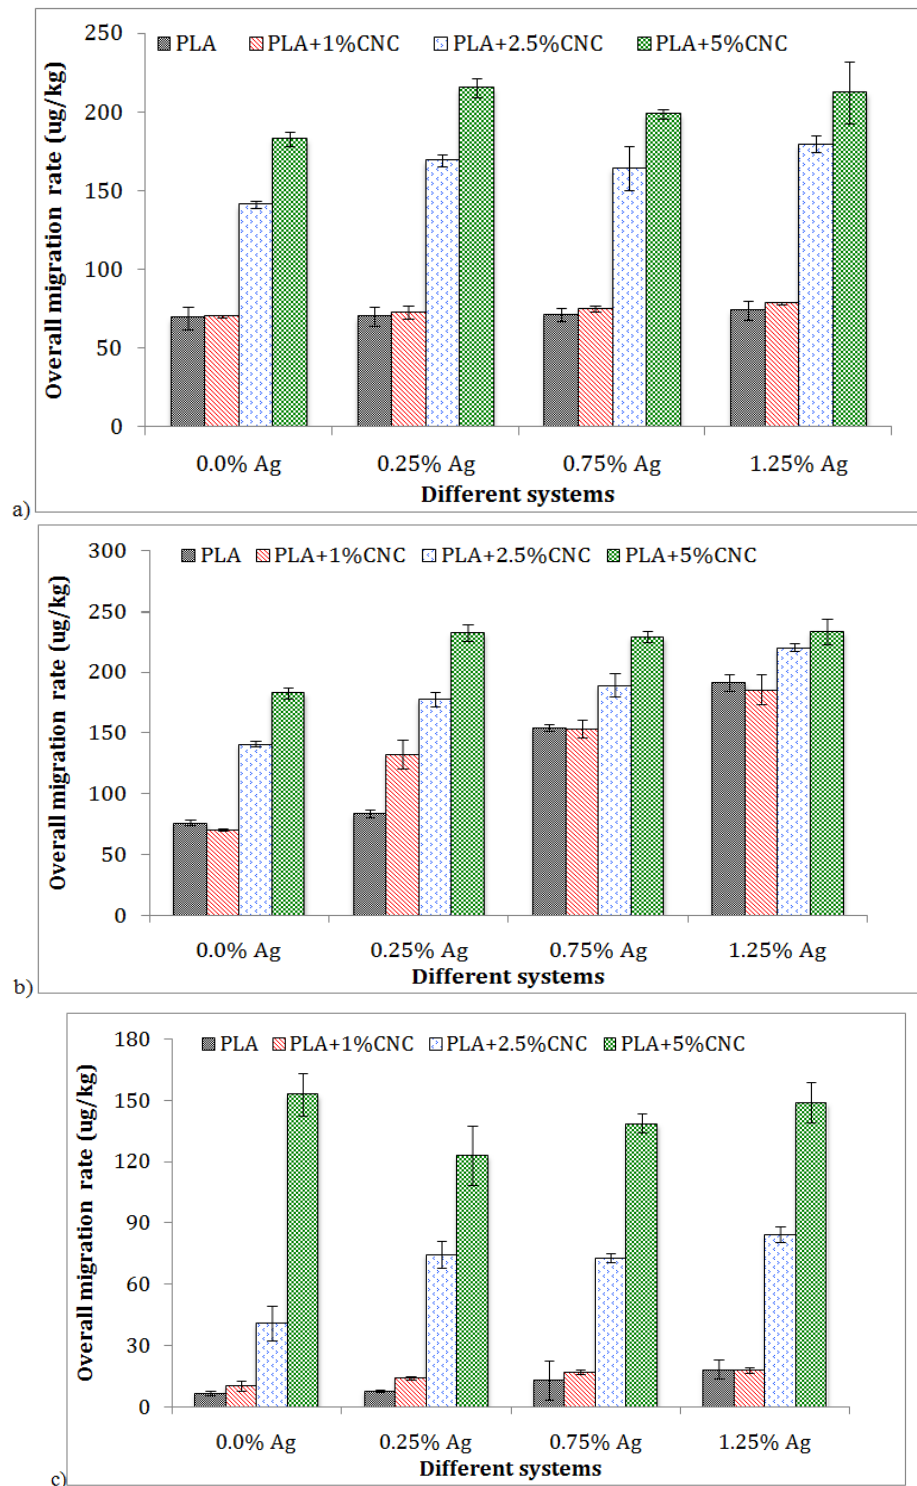 250
PLA PLA+1%CNC PLA+2.5%CNC PLA+5%CNC
200
150
100
50
0
Overall migration rate (ug/kg)
0.0% Ag 0.25% Ag 0.75% Ag 1.25% Ag
Different systems
a)
300
PLA PLA+1%CNC PLA+2.5%CNC PLA+5%CNC
250
200
150
100
50
0
Overall migration rate (ug/kg)
0.0% Ag 0.25% Ag 0.75% Ag 1.25% Ag
Different systems
b)
180
PLA PLA+1%CNC PLA+2.5%CNC PLA+5%CNC
150
120
90
60
30
0
Overall migration rate (ug/kg)
0.0% Ag 0.25% Ag 0.75% Ag 1.25% Ag
Different systems
c)